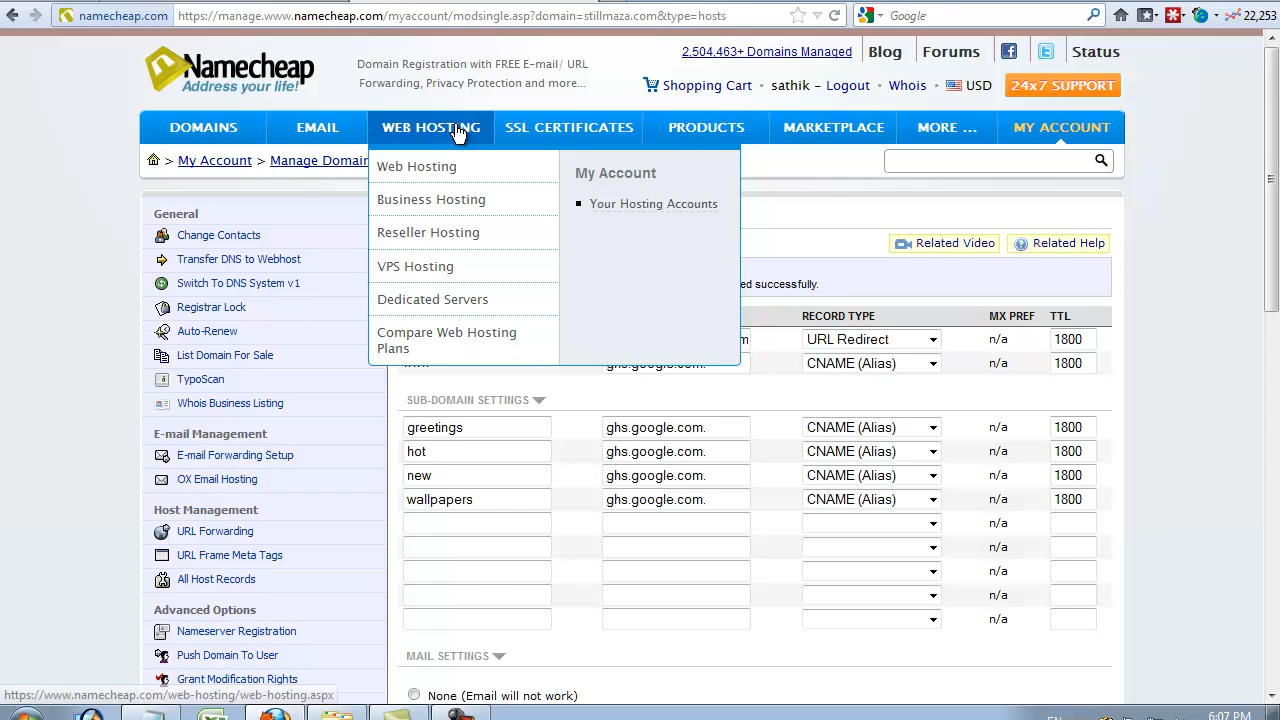 namecheap.com
https://manage.www.namecheap.com/myaccount/modsingle.asp?domain=stillmaza.com&type=hosts
Google
22,253
Namecheap
Address your life!
Domain Registration with FREE E-mail/ URL
Forwarding, Privacy Protection and more...
2,504,463+ Domains Managed
Blog
Forums
Status
Shopping Cart
sathik - Logout
Whois
USD
24x7 SUPPORT
DOMAINS
EMAIL
WEB HOSTING
SSL CERTIFICATES
PRODUCTS
MARKETPLACE
MORE ...
MY ACCOUNT
> My Account > Manage Domain
Web Hosting
Business Hosting
Reseller Hosting
VPS Hosting
Dedicated Servers
Compare Web Hosting
Plans
My Account
Your Hosting Accounts
General
Change Contacts
Transfer DNS to Webhost
Switch To DNS System v1
Registrar Lock
Auto-Renew
List Domain For Sale
TypoScan
Whois Business Listing
E-mail Management
E-mail Forwarding Setup
OX Email Hosting
Host Management
URL Forwarding
URL Frame Meta Tags
All Host Records
Advanced Options
Nameserver Registration
Push Domain To User
Grant Modification Rights
Related Video
Related Help
ed successfully.
RECORD TYPE MX PREF TTL
m URL Redirect n/a 1800
ghs.google.com. CNAME (Alias) n/a 1800
SUB-DOMAIN SETTINGS
greetings ghs.google.com. CNAME (Alias) n/a 1800
hot ghs.google.com. CNAME (Alias) n/a 1800
new ghs.google.com. CNAME (Alias) n/a 1800
wallpapers ghs.google.com. CNAME (Alias) n/a 1800
n/a
n/a
n/a
n/a
n/a
MAIL SETTINGS
None (Email will not work)
https://www.namecheap.com/web-hosting/web-hosting.aspx
EN
6:07 PM